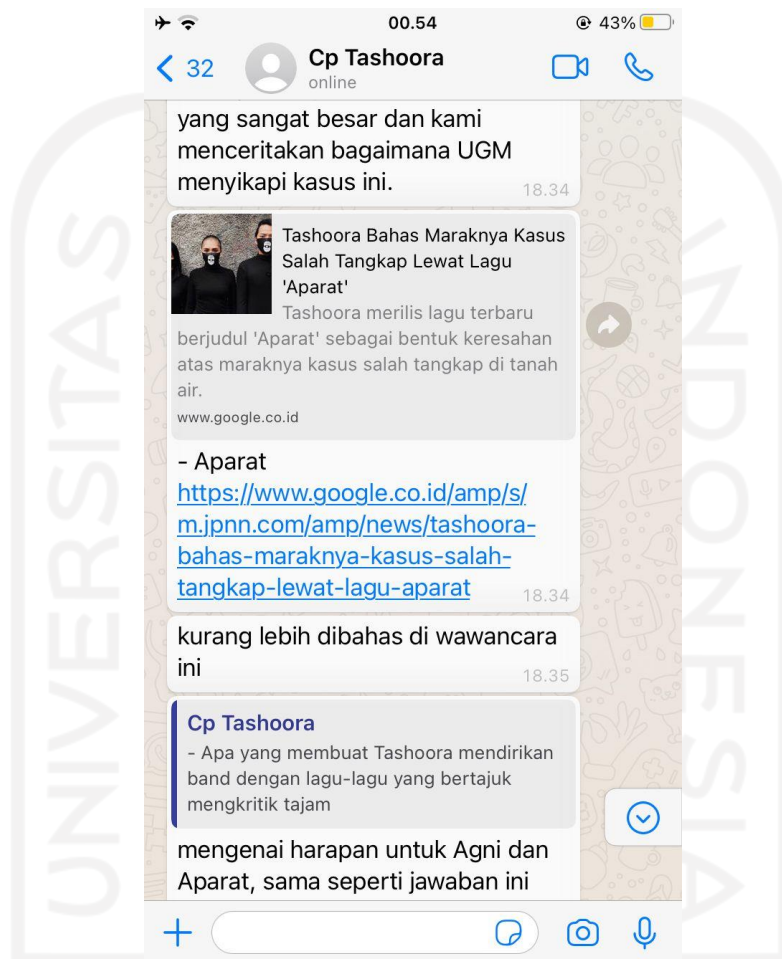 00.54
43%
32
Cp Tashoora
online
yang sangat besar dan kami
menceritakan bagaimana UGM
menyikapi kasus ini.
18.34
Tashoora Bahas Maraknya Kasus
Salah Tangkap Lewat Lagu
'Aparat'
Tashoora merilis lagu terbaru
berjudul 'Aparat' sebagai bentuk keresahan
atas maraknya kasus salah tangkap di tanah
air.
www.google.co.id
- Aparat
https://www.google.co.id/amp/s/
m.jpnn.com/amp/news/tashoora-
bahas-maraknya-kasus-salah-
tangkap-lewat-lagu-aparat
18.34
kurang lebih dibahas di wawancara
ini
18.35
Cp Tashoora
- Apa yang membuat Tashoora mendirikan
band dengan lagu-lagu yang bertajuk
mengkritik tajam
mengenai harapan untuk Agni dan
Aparat, sama seperti jawaban ini
UNIVERSITAS
INDONESIA